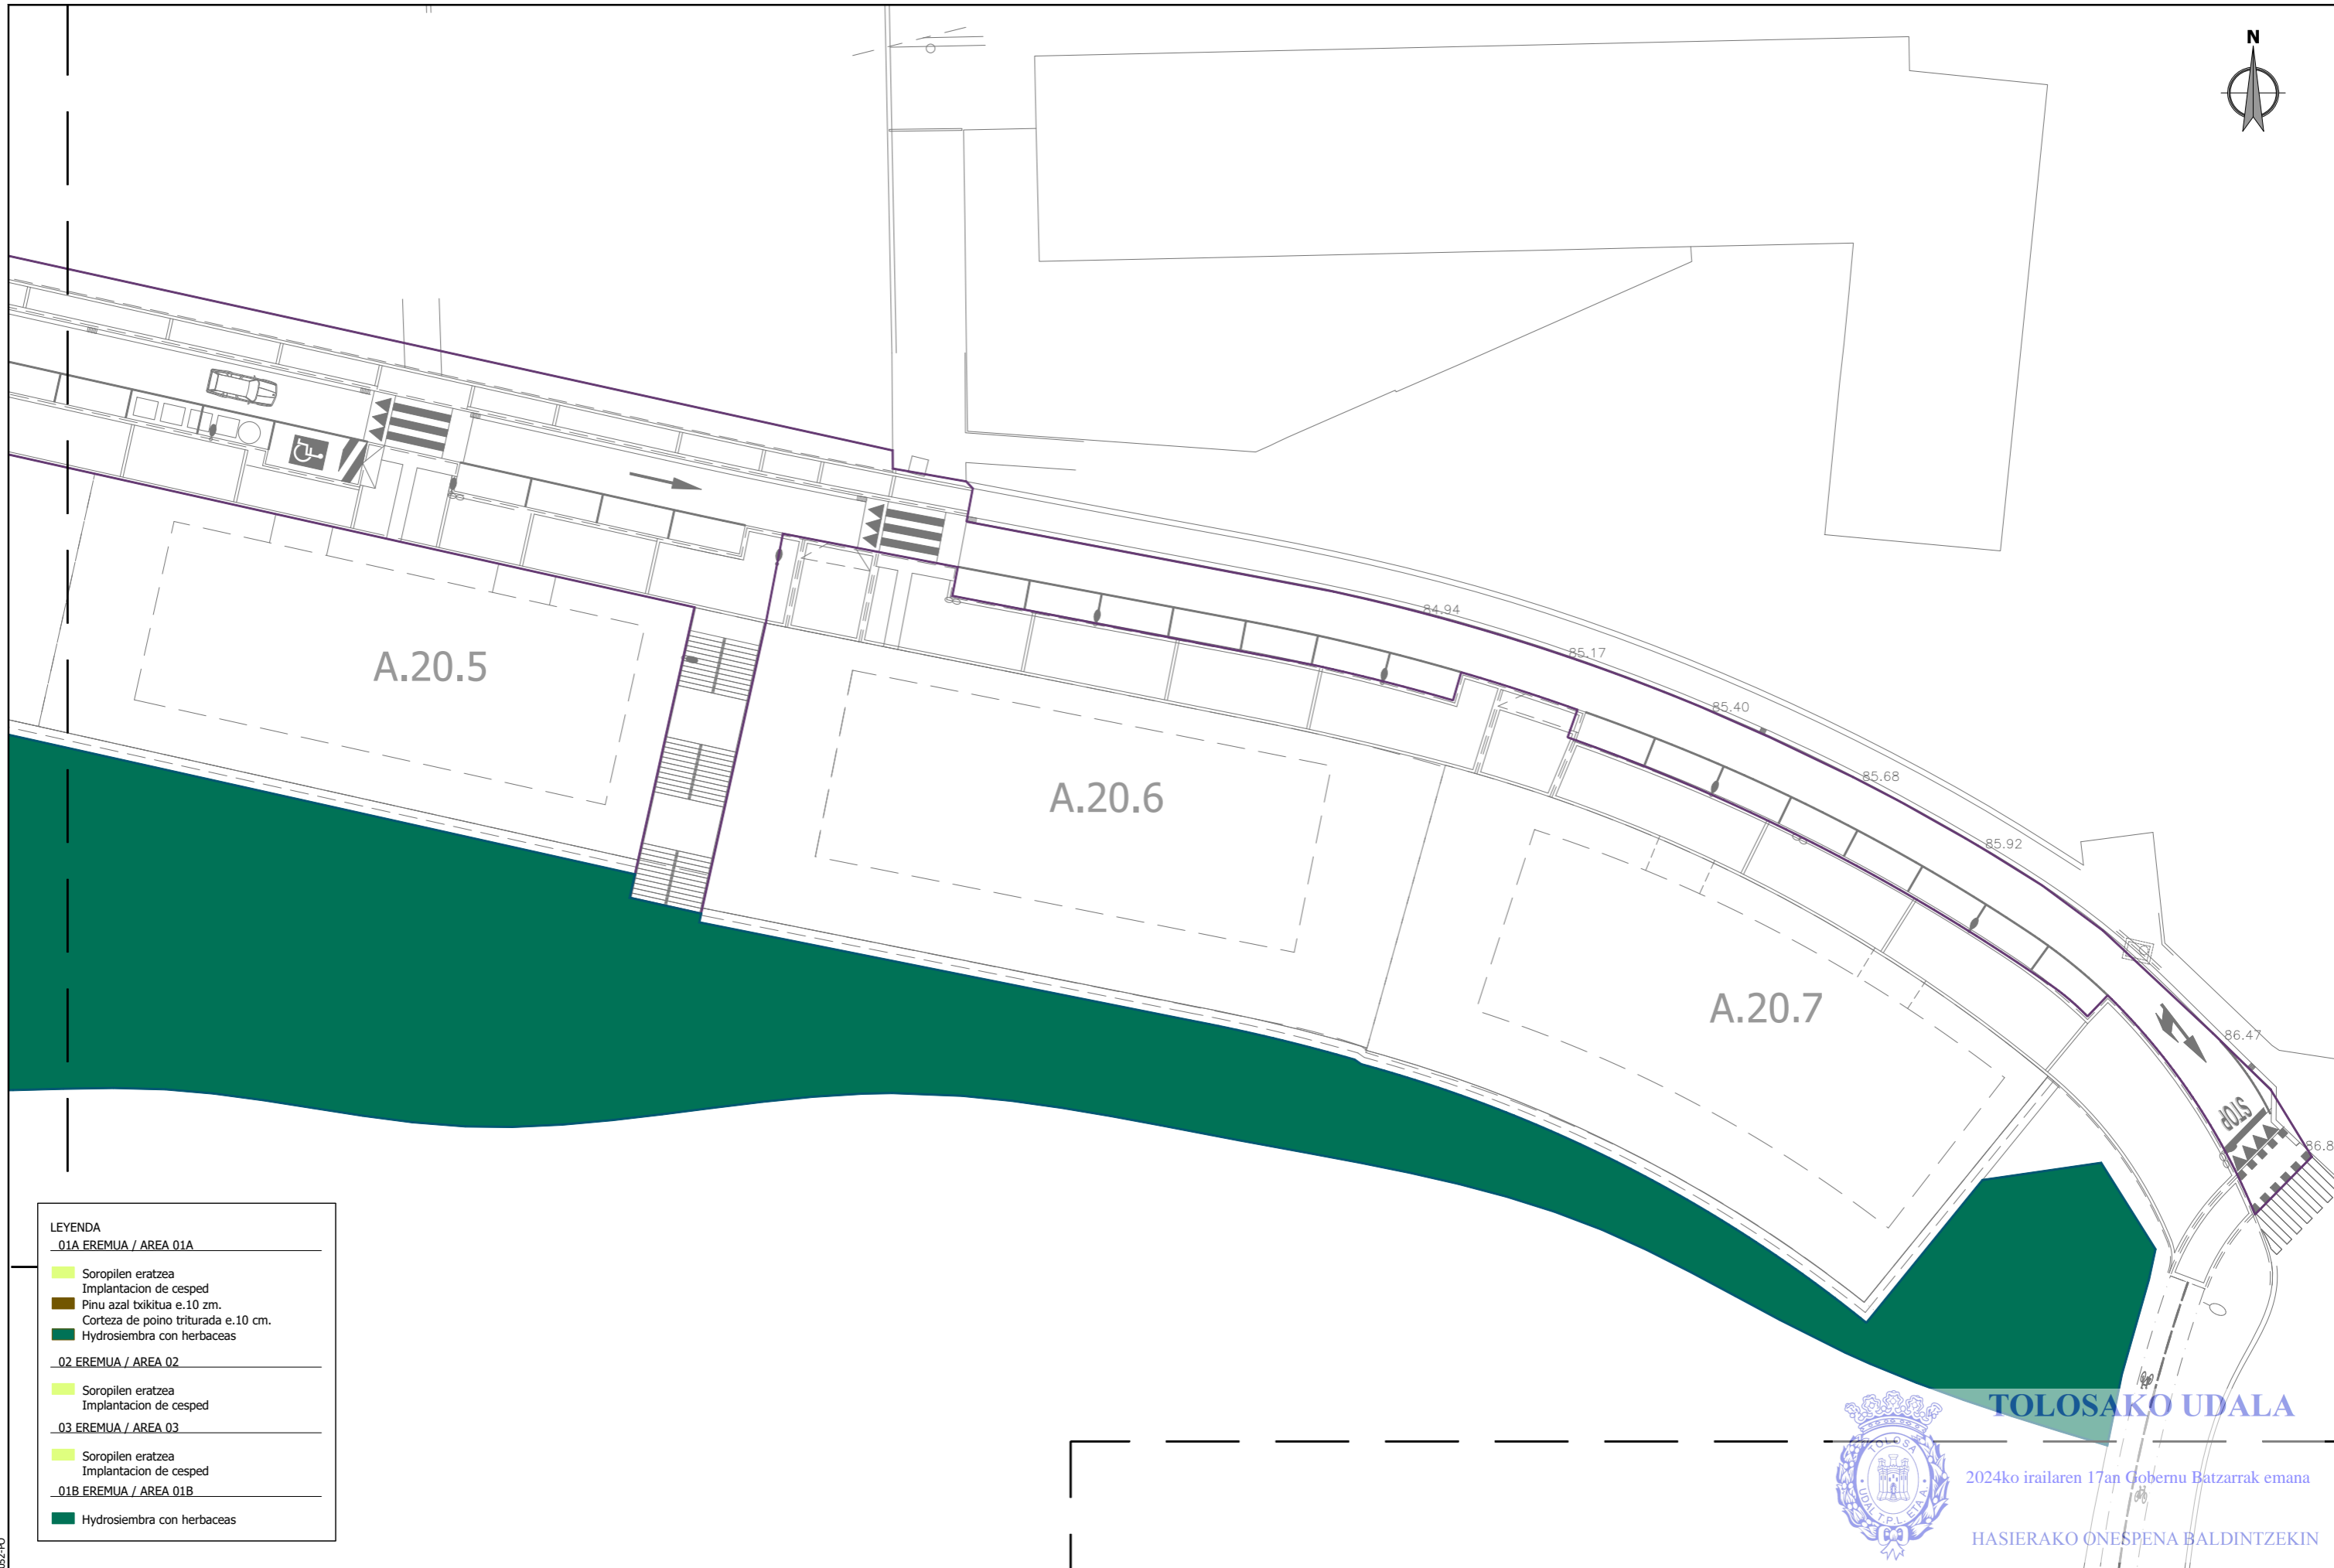 N
84.94
85.17
A.20.5
85.40
85.68
A.20.6
85.92
A.20.7
86.47
STOP
LEYENDA
01A EREMUA / AREA 01A
Soropilen eratzea
Implantacion de cesped
Pinu azal txikitua e.10 zm.
Corteza de poino triturada e.10 cm.
Hydrosiembra con herbaceas
02 EREMUA / AREA 02
Soropilen eratzea
Implantacion de cesped
03 EREMUA / AREA 03
Soropilen eratzea
Implantacion de cesped
01B EREMUA / AREA 01B
Hydrosiembra con herbaceas
TOLOSAKO UDALA
TOLOSA
UDAL T.P.L. ETA A.
2024ko irailaren 17an Gobernu Batzarrak emana
HASIERAKO ONESPENA BALDINTZEKIN